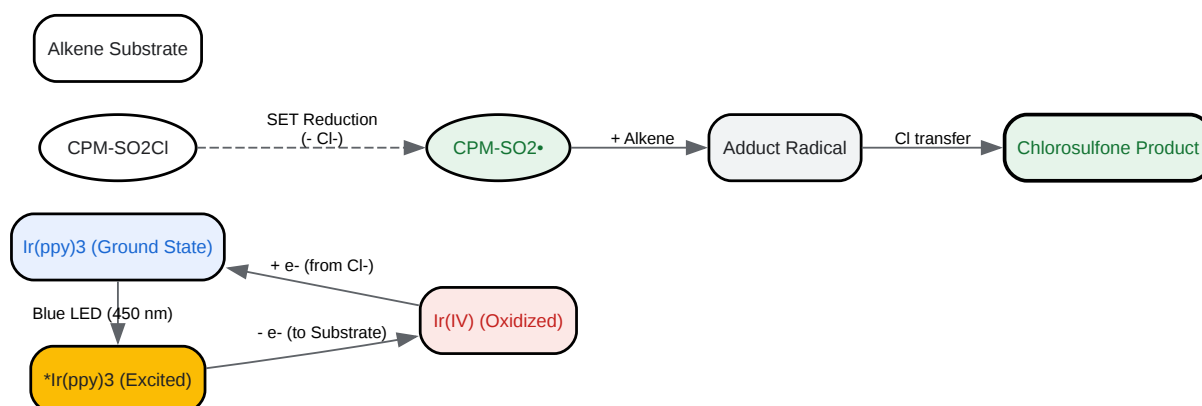 Alkene Substrate
SET Reduction
(- Cl-)
CPM-SO2Cl
CPM-SO2•
+ Alkene
Adduct Radical
Cl transfer
Chlorosulfone Product
Ir(ppy)3 (Ground State)
+ e- (from Cl-)
Blue LED (450 nm)
Ir(IV) (Oxidized)
- e- (to Substrate)
*Ir(ppy)3 (Excited)